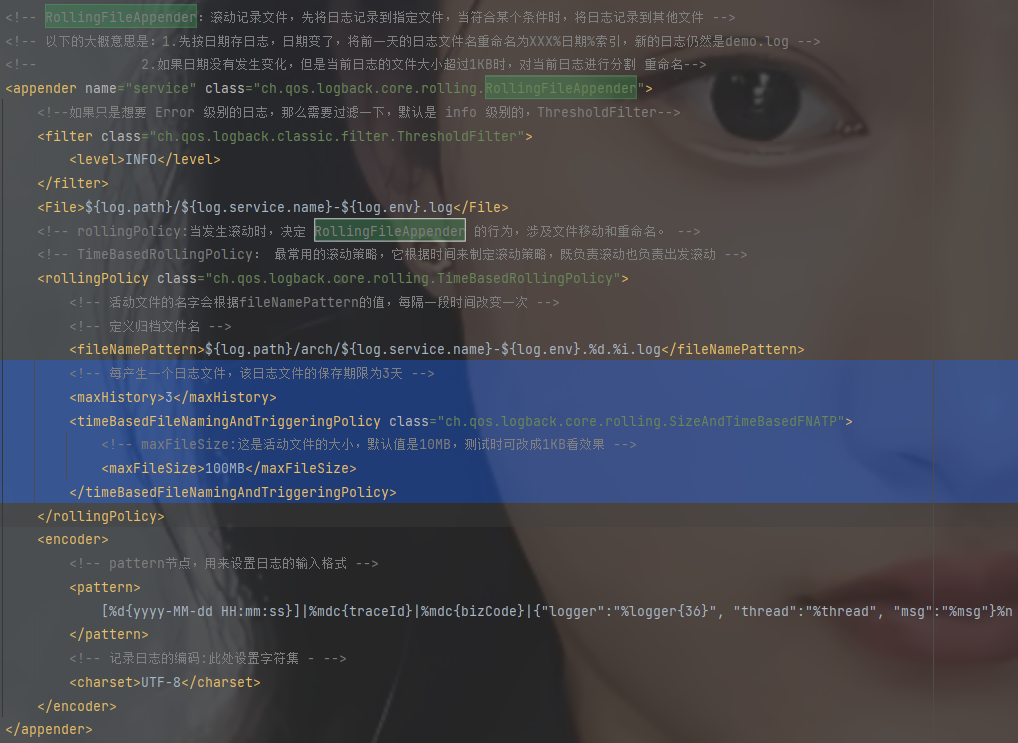 <!-- RollingFileAppender: 滚动记录文件，先将日志记录到指定文件，当符合某个条件时，将日志记录到其他文件 -->
<!-- 以下的大概意思是：1.先按日期存日志，日期变了，将前一天的日志文件名重命名为XXX%日期%索引，新的日志仍然是demo.log -->
<!-- 2.如果日期没有发生变化，但是当前日志的文件大小超过1KB时，对当前日志进行分割 重命名-->
<appender name="service" class="ch.qos.logback.core.rolling.RollingFileAppender">
<!--如果只是想要 Error 级别的日志，那么需要过滤一下，默认是 info 级别的，ThresholdFilter-->
<filter class="ch.qos.logback.classic.filter.ThresholdFilter">
<level>INFO</level>
</filter>
<File>${log.path}/${log.service.name}-${log.env}.log</File>
<!-- rollingPolicy:当发生滚动时，决定 RollingFileAppender 的行为，涉及文件移动和重命名。 -->
<!-- TimeBasedRollingPolicy： 最常用的滚动策略，它根据时间来制定滚动策略，既负责滚动也负责出发滚动 -->
<rollingPolicy class="ch.qos.logback.core.rolling.TimeBasedRollingPolicy">
<!-- 活动文件的名字会根据fileNamePattern的值，每隔一段时间改变一次 -->
<!-- 定义归档文件名 -->
<fileNamePattern>${log.path}/arch/${log.service.name}-${log.env}.%d.%i.log</fileNamePattern>
<!-- 每产生一个日志文件，该日志文件的保存期限为3天 -->
<maxHistory>3</maxHistory>
<timeBasedFileNamingAndTriggeringPolicy class="ch.qos.logback.core.rolling.SizeAndTimeBasedFNATP">
<!-- maxFileSize:这是活动文件的大小，默认值是10MB，测试时可改成1KB看效果 -->
<maxFileSize>100MB</maxFileSize>
</timeBasedFileNamingAndTriggeringPolicy>
</rollingPolicy>
<encoder>
<!-- pattern节点，用来设置日志的输入格式 -->
<pattern>
[%d{yyyy-MM-dd HH:mm:ss}]|%mdc{traceId}|%mdc{bizCode}|{"logger":"%logger{36}", "thread":"%thread", "msg":"%msg"}%n
</pattern>
<!-- 记录日志的编码:此处设置字符集 - -->
<charset>UTF-8</charset>
</encoder>
</appender>